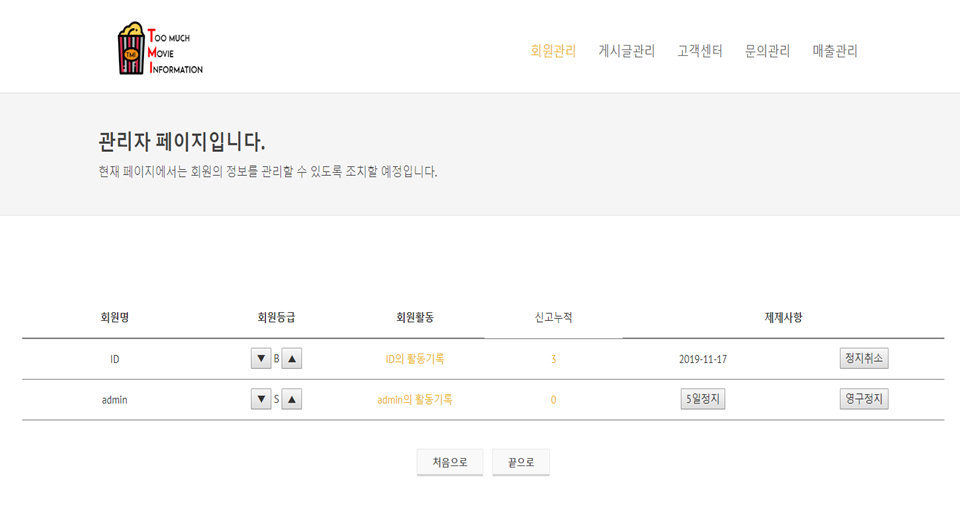 TOO MUCH
MOVIE
INFORMATION
TMI
회원관리 게시글관리 고객센터 문의관리 매출관리
관리자 페이지입니다.
현재 페이지에서는 회원의 정보를 관리할 수 있도록 조치할 예정입니다.
회원명 회원등급 회원활동 신고누적 제제사항
ID ▼ B ▲ ID의 활동기록 3 2019-11-17 정지취소
admin ▼ S ▲ admin의 활동기록 0 5일정지 영구정지
처음으로 끝으로